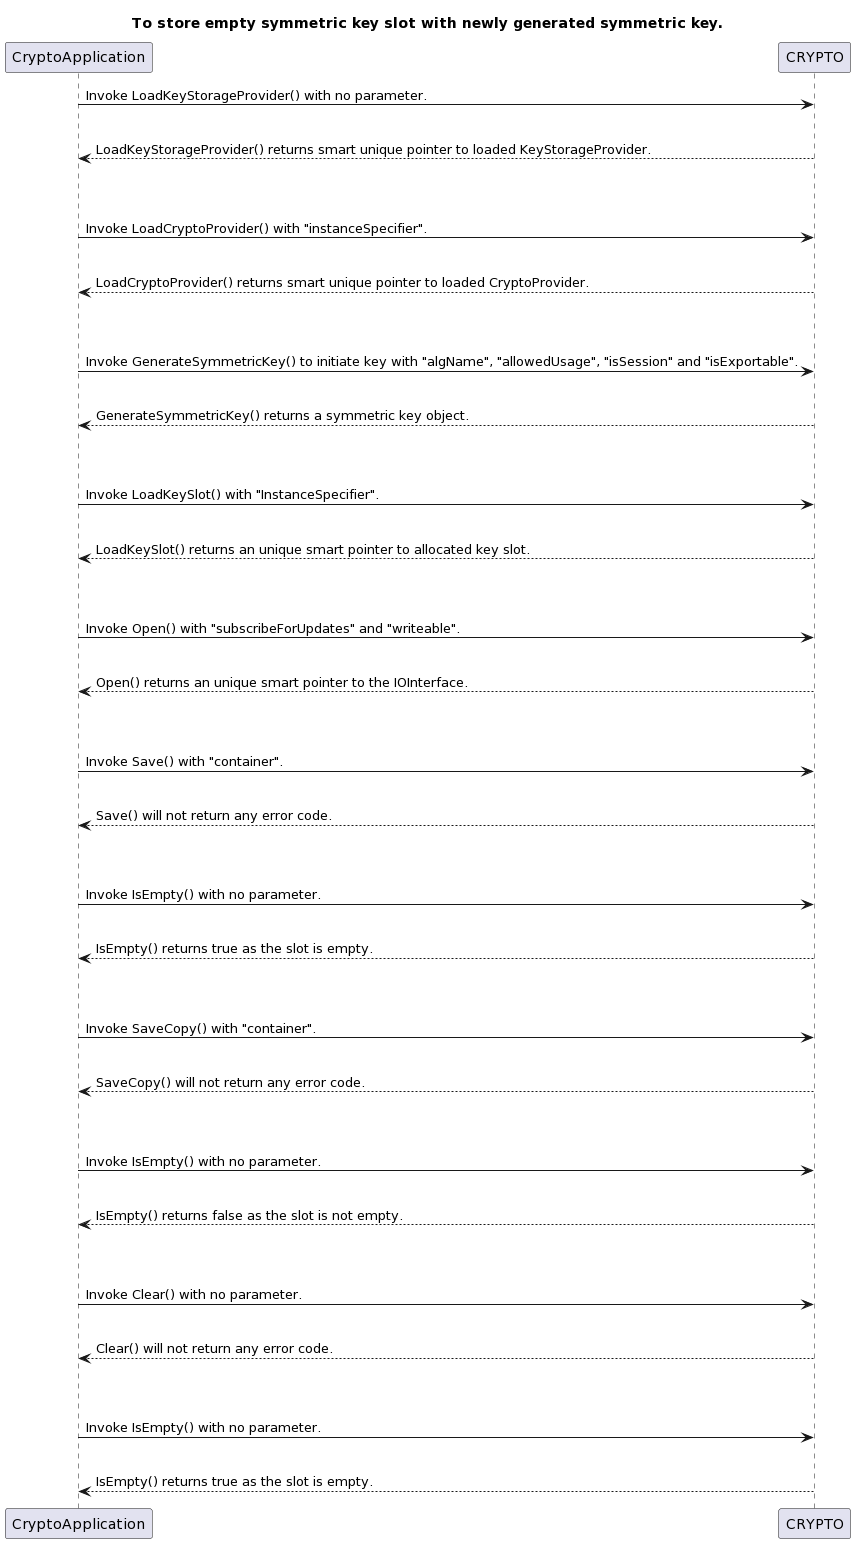 To store empty symmetric key slot with newly generated symmetric key.
CryptoApplication
CRYPTO
Invoke LoadKeyStorageProvider() with no parameter.
LoadKeyStorageProvider() returns smart unique pointer to loaded KeyStorageProvider.
Invoke LoadCryptoProvider() with "instanceSpecifier".
LoadCryptoProvider() returns smart unique pointer to loaded CryptoProvider.
Invoke GenerateSymmetricKey() to initiate key with "algName", "allowedUsage", "isSession" and "isExportable".
GenerateSymmetricKey() returns a symmetric key object.
Invoke LoadKeySlot() with "InstanceSpecifier".
LoadKeySlot() returns an unique smart pointer to allocated key slot.
Invoke Open() with "subscribeForUpdates" and "writeable".
Open() returns an unique smart pointer to the IOInterface.
Invoke Save() with "container".
Save() will not return any error code.
Invoke IsEmpty() with no parameter.
IsEmpty() returns true as the slot is empty.
Invoke SaveCopy() with "container".
SaveCopy() will not return any error code.
Invoke IsEmpty() with no parameter.
IsEmpty() returns false as the slot is not empty.
Invoke Clear() with no parameter.
Clear() will not return any error code.
Invoke IsEmpty() with no parameter.
IsEmpty() returns true as the slot is empty.
CryptoApplication
CRYPTO